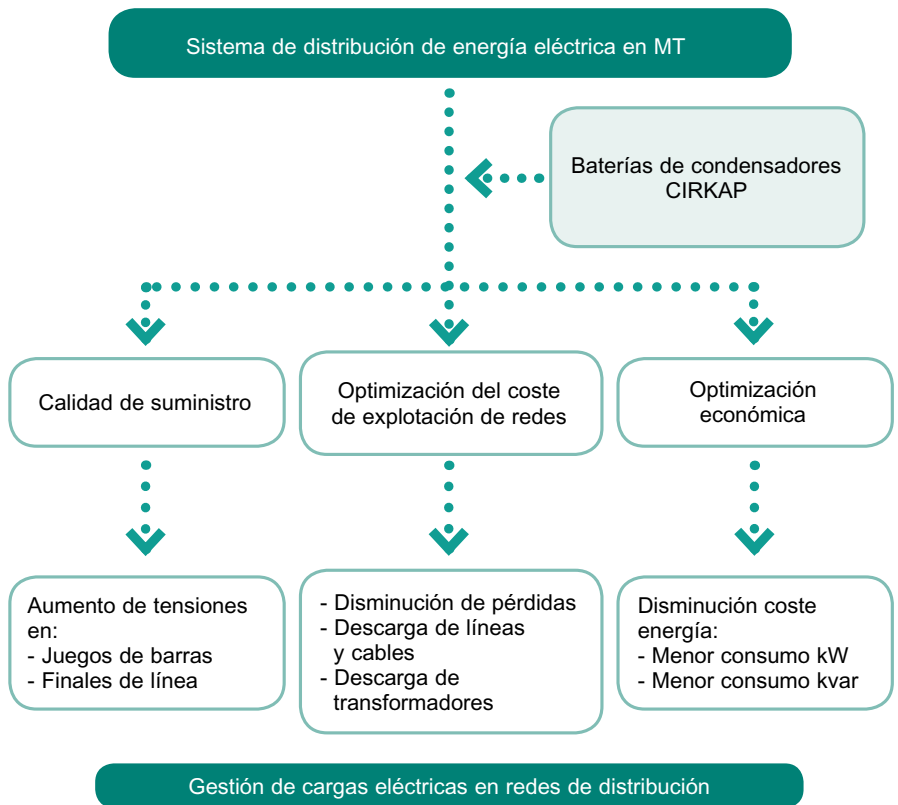 Sistema de distribución de energía eléctrica en MT
Baterías de condensadores
CIRKAP
Calidad de suministro
Optimización del coste
de explotación de redes
Optimización
económica
Aumento de tensiones
en:
- Juegos de barras
- Finales de línea
- Disminución de pérdidas
- Descarga de líneas
y cables
- Descarga de
transformadores
Disminución coste
energía:
- Menor consumo kW
- Menor consumo kvar
Gestión de cargas eléctricas en redes de distribución